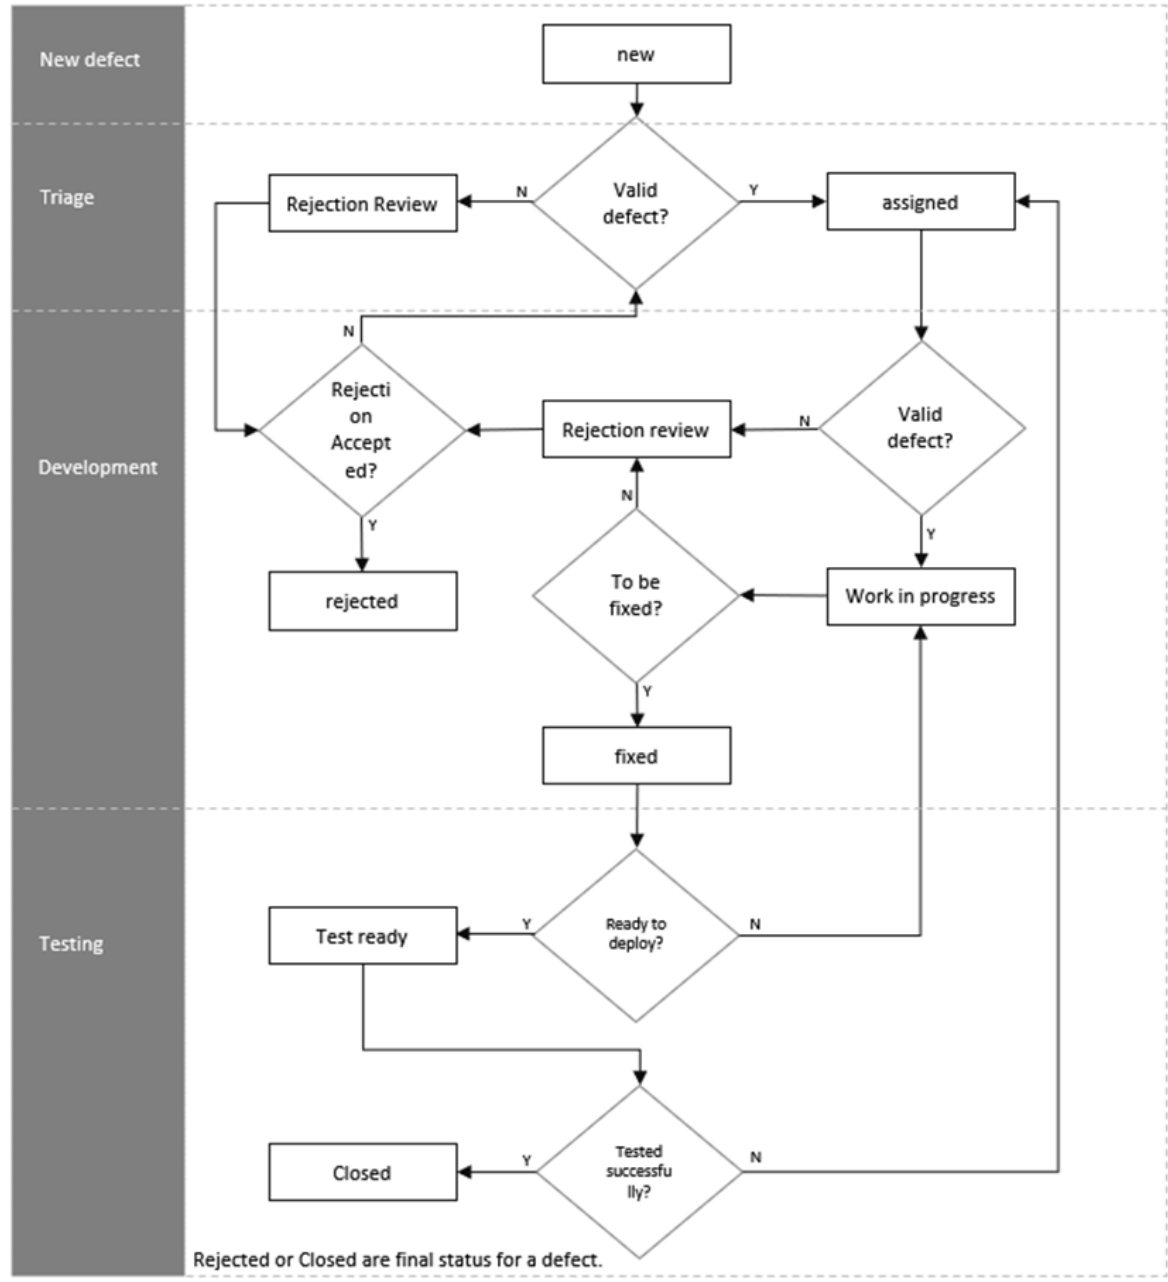 New defect
new
Triage
Rejection Review
N
Valid
defect?
Y
assigned
Development
N
Rejecti
on
Accept
ed?
Y
rejected
Rejection review
N
Valid
defect?
Y
N
To be
fixed?
Y
Work in progress
fixed
Testing
Test ready
Y
Ready to
deploy?
N
Closed
Y
Tested
successfu
lly?
N
Rejected or Closed are final status for a defect.